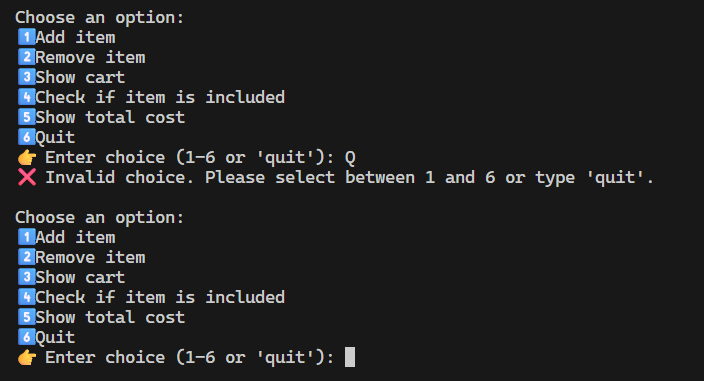 Choose an option:
1️⃣Add item
2️⃣Remove item
3️⃣Show cart
4️⃣Check if item is included
5️⃣Show total cost
6️⃣Quit
👉 Enter choice (1-6 or 'quit'): Q
❌ Invalid choice. Please select between 1 and 6 or type 'quit'.

Choose an option:
1️⃣Add item
2️⃣Remove item
3️⃣Show cart
4️⃣Check if item is included
5️⃣Show total cost
6️⃣Quit
👉 Enter choice (1-6 or 'quit'):